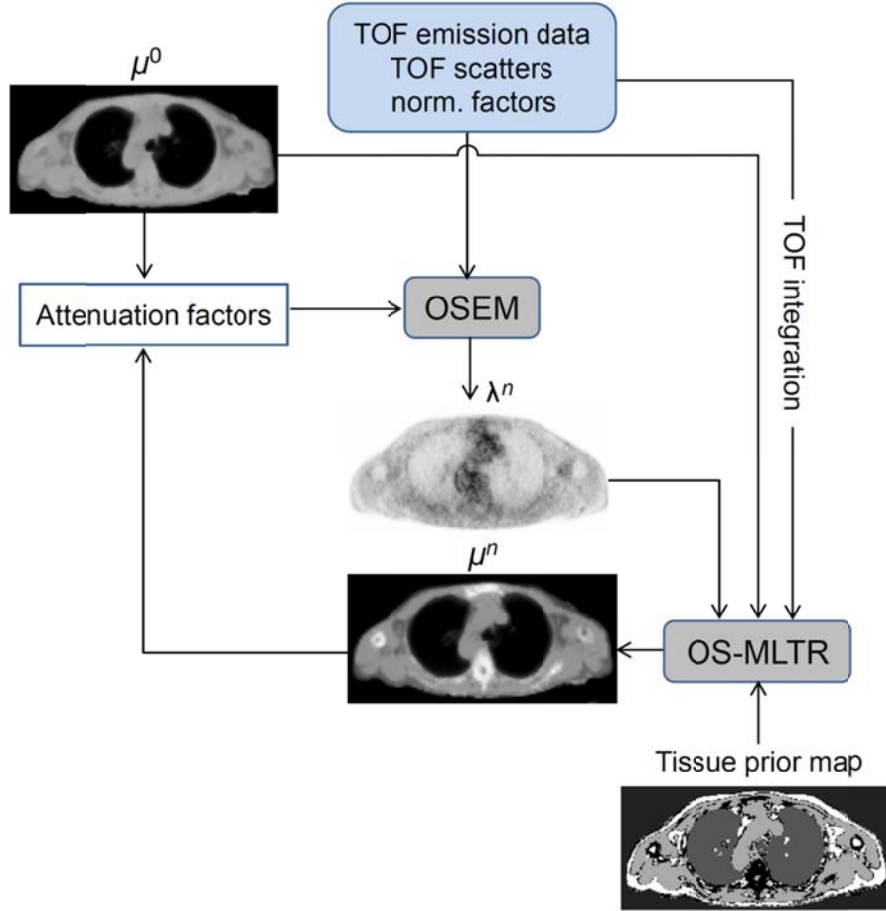 μ⁰
TOF emission data
TOF scatters
norm. factors
TOF integration
Attenuation factors
OSEM
λⁿ
μⁿ
OS-MLTR
Tissue prior map